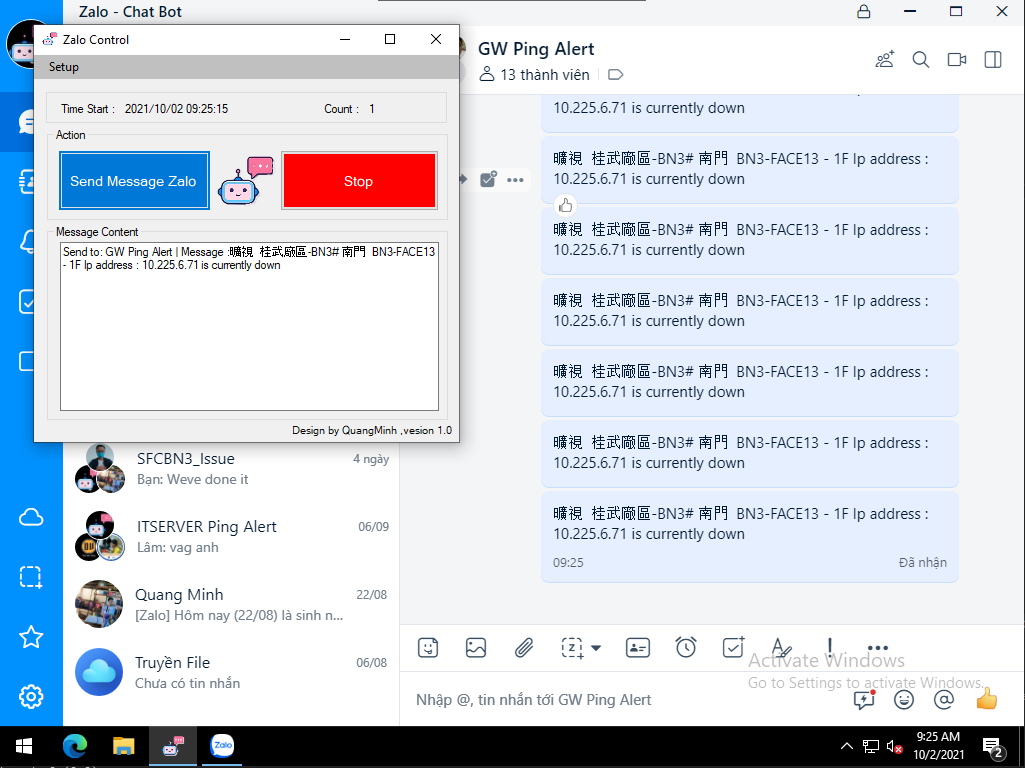 Zalo - Chat Bot
Zalo Control
Setup
Time Start : 2021/10/02 09:25:15 Count : 1
Action
Send Message Zalo
Stop
Message Content
Send to: GW Ping Alert | Message :曠視 桂武廠區-BN3# 南門 BN3-FACE13
- 1F Ip address : 10.225.6.71 is currently down
Design by QuangMinh ,vesion 1.0
SFCBN3_Issue 4 ngày
Bạn: Weve done it
ITSERVER Ping Alert 06/09
Lâm: vag anh
Quang Minh 22/08
[Zalo] Hôm nay (22/08) là sinh n...
Truyền File 06/08
Chưa có tin nhắn
GW Ping Alert
13 thành viên
10.225.6.71 is currently down
曠視 桂武廠區-BN3# 南門 BN3-FACE13 - 1F Ip address :
10.225.6.71 is currently down
曠視 桂武廠區-BN3# 南門 BN3-FACE13 - 1F Ip address :
10.225.6.71 is currently down
曠視 桂武廠區-BN3# 南門 BN3-FACE13 - 1F Ip address :
10.225.6.71 is currently down
曠視 桂武廠區-BN3# 南門 BN3-FACE13 - 1F Ip address :
10.225.6.71 is currently down
曠視 桂武廠區-BN3# 南門 BN3-FACE13 - 1F Ip address :
10.225.6.71 is currently down
曠視 桂武廠區-BN3# 南門 BN3-FACE13 - 1F Ip address :
10.225.6.71 is currently down
09:25 Đã nhận
Activate Windows
Go to Settings to activate Windows.
Nhập @, tin nhắn tới GW Ping Alert
Zalo
9:25 AM
10/2/2021
2